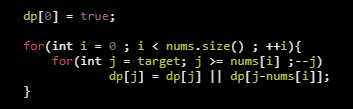 dp[0] = true;
for(int i = 0 ; i < nums.size() ; ++i){
for(int j = target; j >= nums[i] ;--j)
dp[j] = dp[j] || dp[j-nums[i]];
}